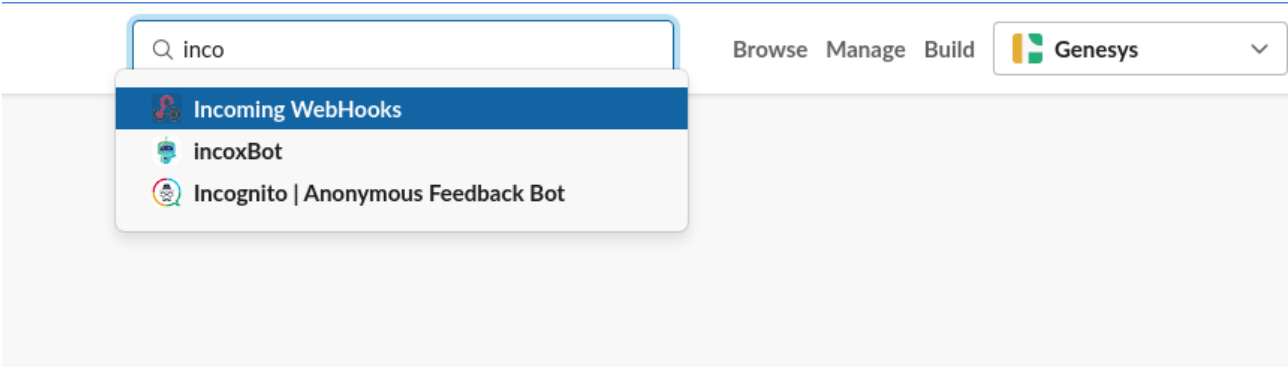 inco
Browse Manage Build Genesys
Incoming WebHooks
incoxBot
Incognito | Anonymous Feedback Bot